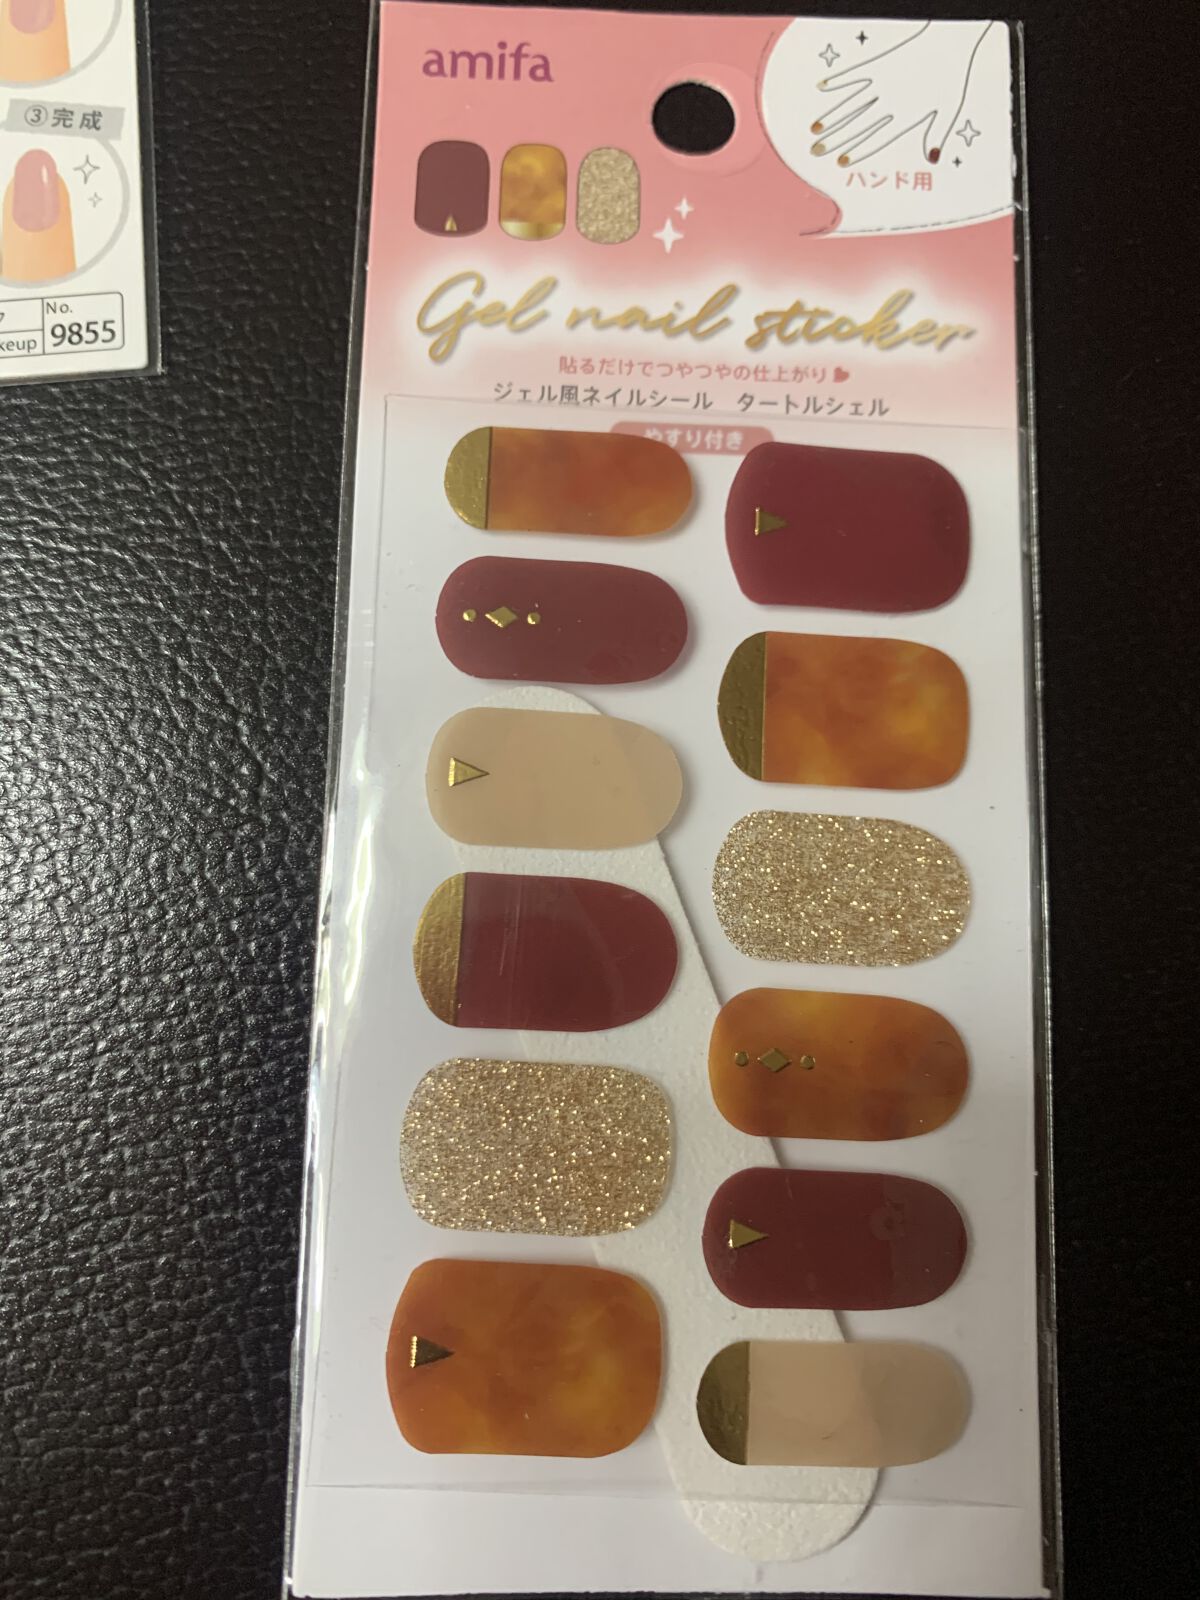 ③完成
No.
9855
keup
amifa
ハンド用
Gel nail sticker
貼るだけでつやつやの仕上がり
ジェル風ネイルシール タートルシェル
やすり付き